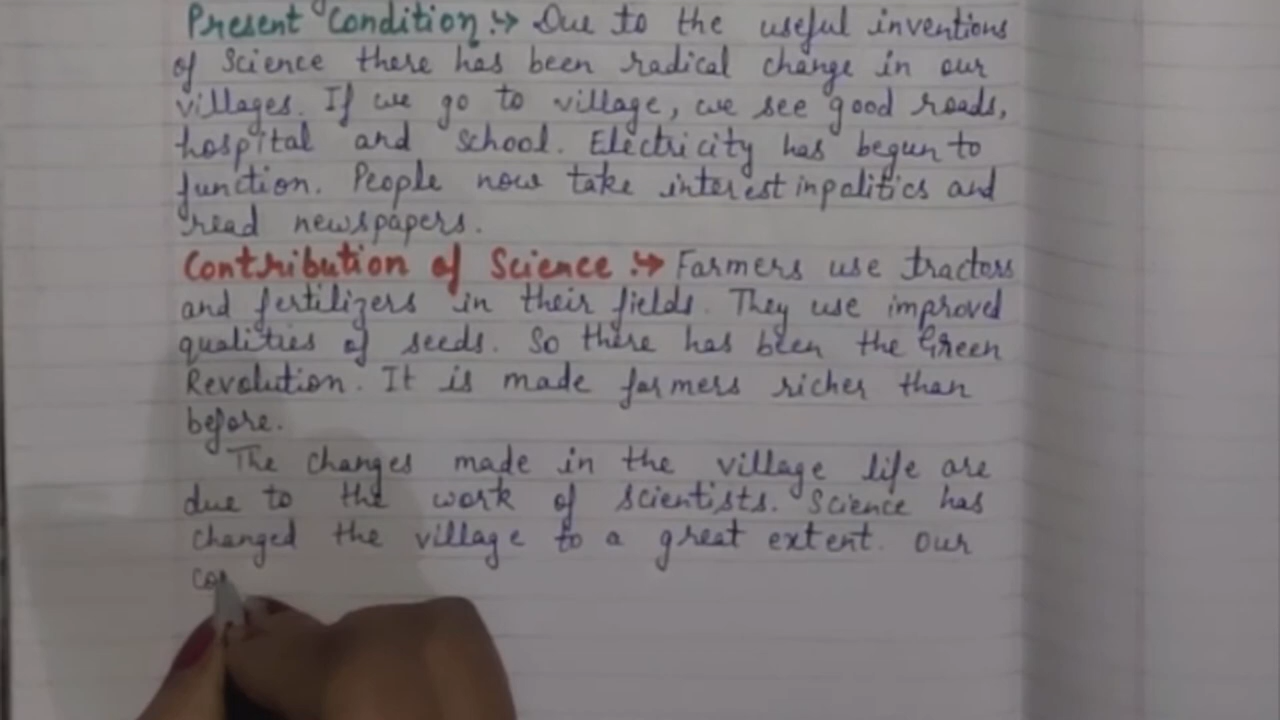 Present Condition :→ Due to the useful inventions
of Science there has been radical change in our
villages. If we go to village, we see good roads,
hospital and school. Electricity has begun to
function. People now take interest in politics and
read newspapers.
Contribution of Science :→ Farmers use tractors
and fertilizers in their fields. They use improved
qualities of seeds. So there has been the Green
Revolution. It is made farmers richer than
before.
The changes made in the village life are
due to the work of scientists. Science has
changed the village to a great extent. Our